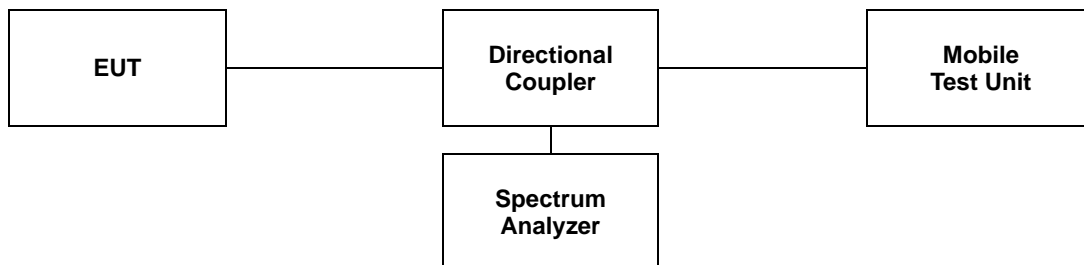 EUT
Directional
Coupler
Mobile
Test Unit
Spectrum
Analyzer